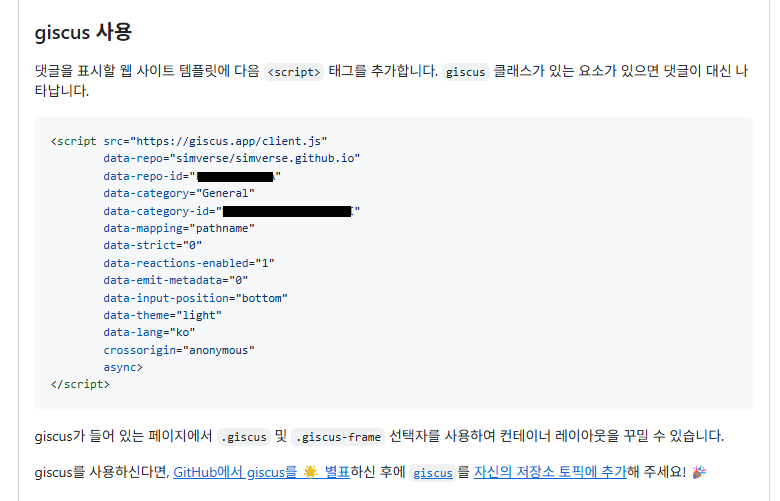 giscus 사용
댓글을 표시할 웹 사이트 템플릿에 다음 <script> 태그를 추가합니다. giscus 클래스가 있는 요소가 있으면 댓글이 대신 나
타납니다.
<script src="https://giscus.app/client.js"
data-repo="simverse/simverse.github.io"
data-repo-id="
"
data-category="General"
data-category-id="
"
data-mapping="pathname"
data-strict="0"
data-reactions-enabled="1"
data-emit-metadata="0"
data-input-position="bottom"
data-theme="light"
data-lang="ko"
crossorigin="anonymous"
async>
</script>
giscus가 들어 있는 페이지에서 .giscus 및 .giscus-frame 선택자를 사용하여 컨테이너 레이아웃을 꾸밀 수 있습니다.
giscus를 사용하신다면, GitHub에서 giscus를 🌟 별표하신 후에 giscus 를 자신의 저장소 토픽에 추가해 주세요! 🎉